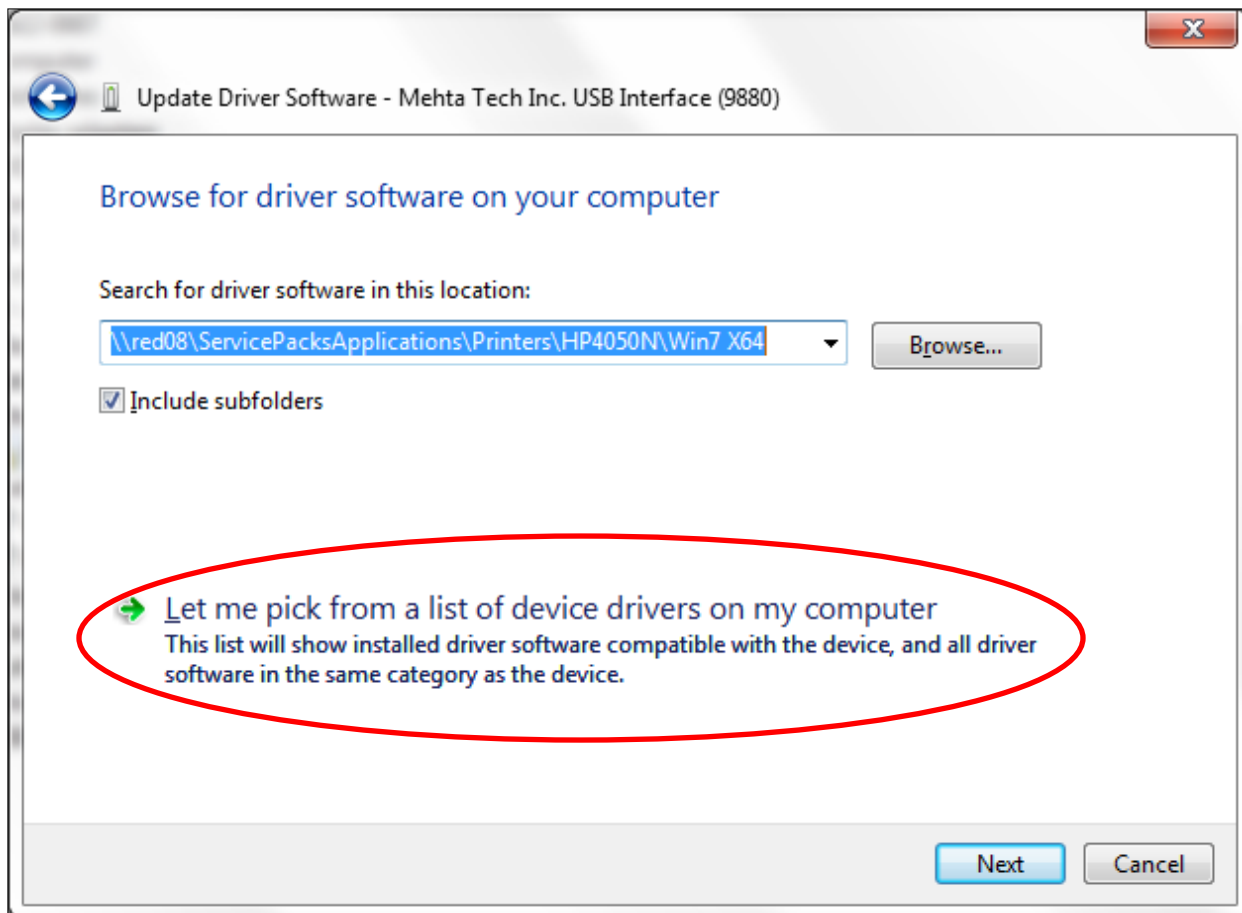 Update Driver Software - Mehta Tech Inc. USB Interface (9880)
Browse for driver software on your computer
Search for driver software in this location:
\\red08\ServicePacksApplications\Printers\HP4050N\Win7 X64
Browse...
Include subfolders
Let me pick from a list of device drivers on my computer
This list will show installed driver software compatible with the device, and all driver
software in the same category as the device.
Next
Cancel